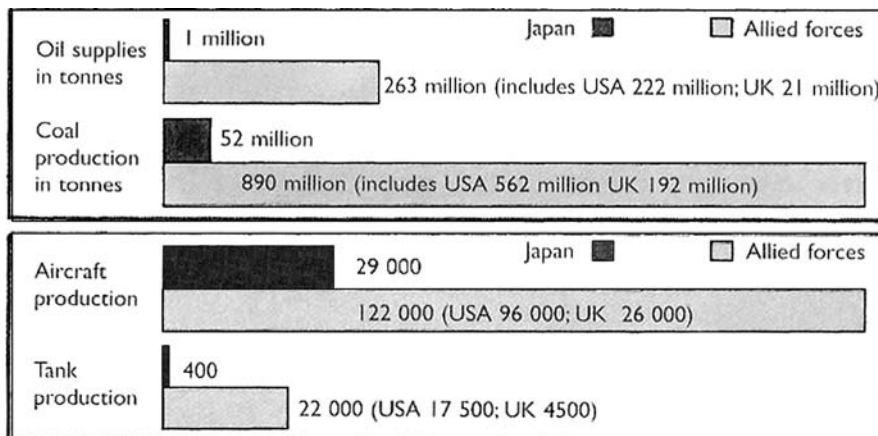 Oil supplies
in tonnes
1 million
Japan
Allied forces
263 million (includes USA 222 million; UK 21 million)
Coal
production
in tonnes
52 million
890 million (includes USA 562 million UK 192 million)
Aircraft
production
29 000
Japan
Allied forces
122 000 (USA 96 000; UK 26 000)
Tank
production
400
22 000 (USA 17 500; UK 4500)